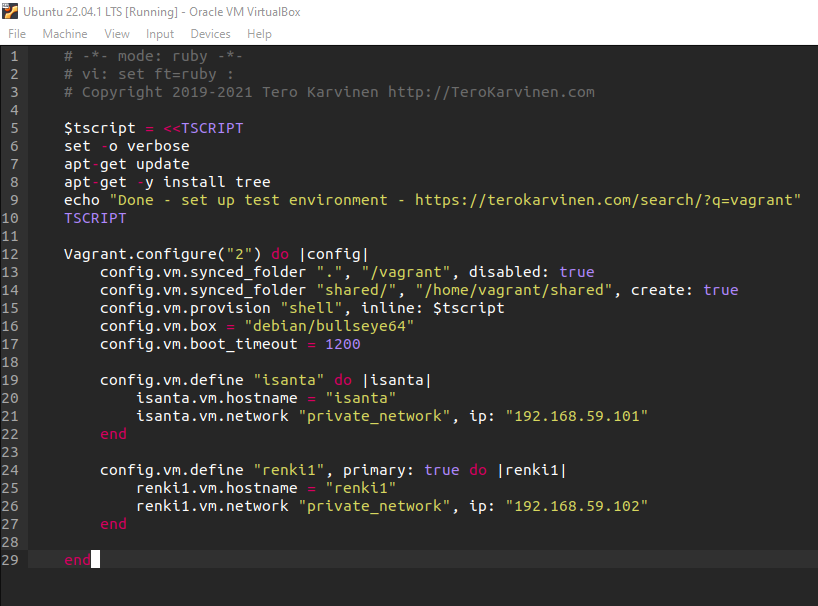 Ubuntu 22.04.1 LTS [Running] - Oracle VM VirtualBox
File Machine View Input Devices Help
1 # -*- mode: ruby -*-
2 # vi: set ft=ruby :
3 # Copyright 2019-2021 Tero Karvinen http://TeroKarvinen.com
4
5 $tscript = <<TSCRIPT
6 set -o verbose
7 apt-get update
8 apt-get -y install tree
9 echo "Done - set up test environment - https://terokarvinen.com/search/?q=vagrant"
10 TSCRIPT
11
12 Vagrant.configure("2") do |config|
13     config.vm.synced_folder ".", "/vagrant", disabled: true
14     config.vm.synced_folder "shared/", "/home/vagrant/shared", create: true
15     config.vm.provision "shell", inline: $tscript
16     config.vm.box = "debian/bullseye64"
17     config.vm.boot_timeout = 1200
18
19     config.vm.define "isanta" do |isanta|
20         isanta.vm.hostname = "isanta"
21         isanta.vm.network "private_network", ip: "192.168.59.101"
22     end
23
24     config.vm.define "renki1", primary: true do |renki1|
25         renki1.vm.hostname = "renki1"
26         renki1.vm.network "private_network", ip: "192.168.59.102"
27     end
28
29 end